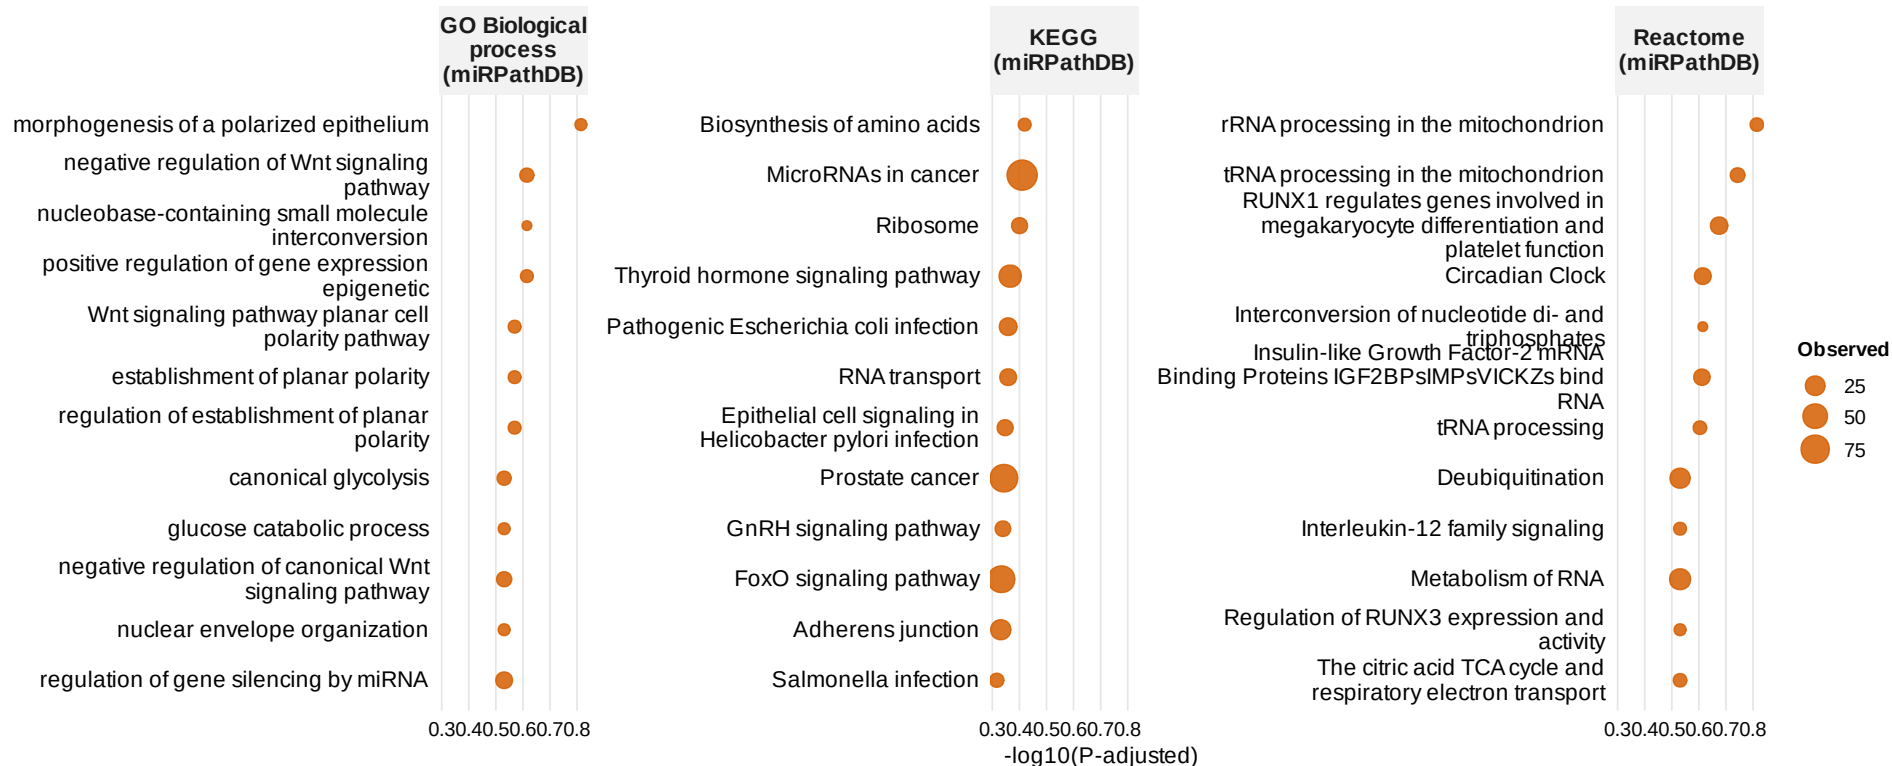 GO Biological
process
(miRPathDB)
morphogenesis of a polarized epithelium
negative regulation of Wnt signaling
pathway
nucleobase-containing small molecule
interconversion
positive regulation of gene expression
epigenetic
Wnt signaling pathway planar cell
polarity pathway
establishment of planar polarity
regulation of establishment of planar
polarity
canonical glycolysis
glucose catabolic process
negative regulation of canonical Wnt
signaling pathway
nuclear envelope organization
regulation of gene silencing by miRNA
0.30.40.50.60.70.8
KEGG
(miRPathDB)
Biosynthesis of amino acids
MicroRNAs in cancer
Ribosome
Thyroid hormone signaling pathway
Pathogenic Escherichia coli infection
RNA transport
Epithelial cell signaling in
Helicobacter pylori infection
Prostate cancer
GnRH signaling pathway
FoxO signaling pathway
Adherens junction
Salmonella infection
0.30.40.50.60.70.8
-log10(P-adjusted)
Reactome
(miRPathDB)
rRNA processing in the mitochondrion
tRNA processing in the mitochondrion
RUNX1 regulates genes involved in
megakaryocyte differentiation and
platelet function
Circadian Clock
Interconversion of nucleotide di- and
triphosphates
Insulin-like Growth Factor-2 mRNA
Binding Proteins IGF2BPsIMPsVICKZs bind
RNA
tRNA processing
Deubiquitination
Interleukin-12 family signaling
Metabolism of RNA
Regulation of RUNX3 expression and
activity
The citric acid TCA cycle and
respiratory electron transport
0.30.40.50.60.70.8
Observed
25
50
75